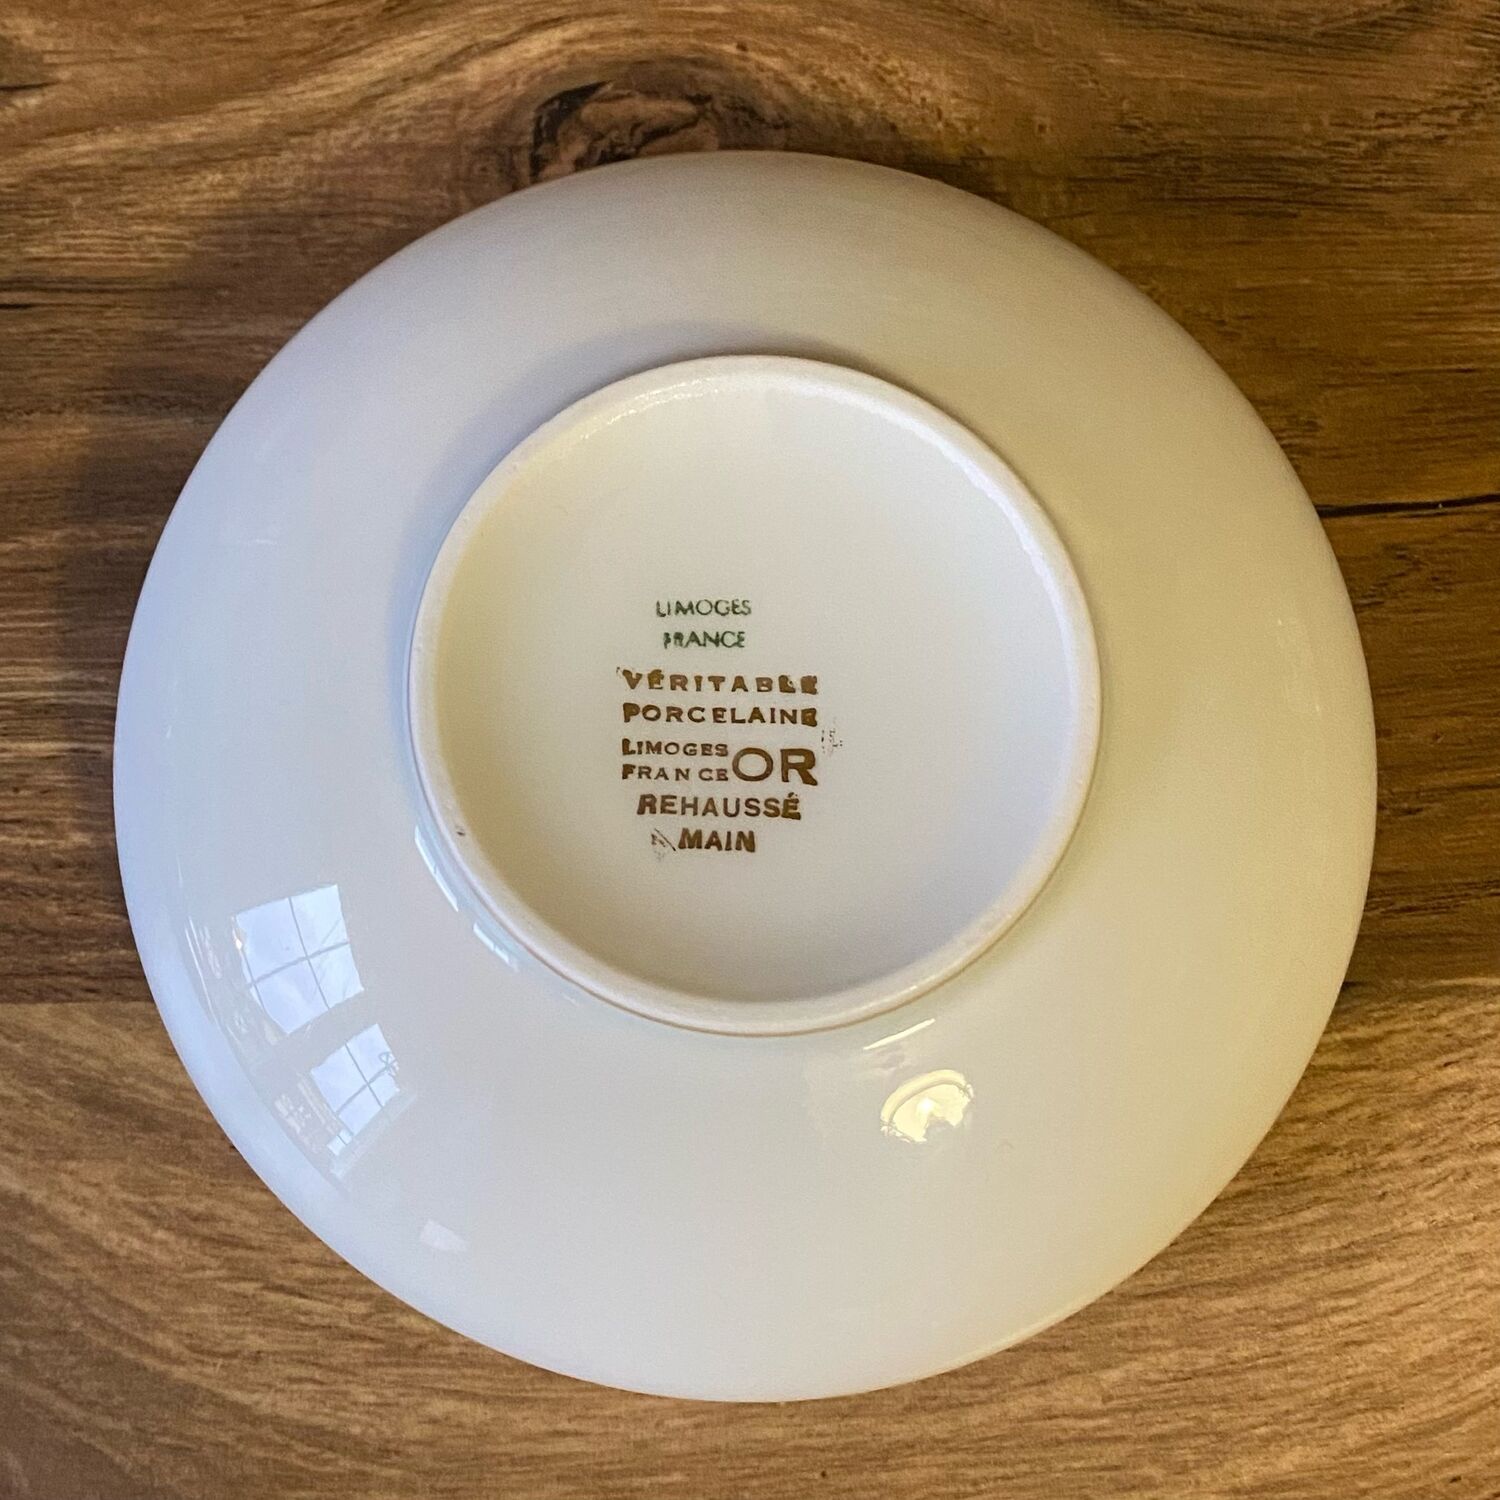 LIMOGES
FRANCE
VÉRITABLE
PORCELAINE
LIMOGES
FRANCE OR
REHAUSSÉ
MAIN